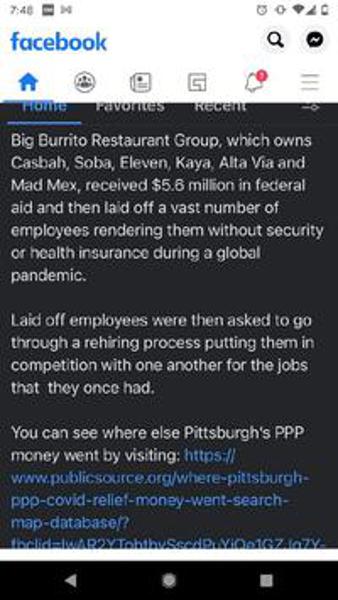 7:48
facebook
Home Favorites Recent
Big Burrito Restaurant Group, which owns
Casbah, Soba, Eleven, Kaya, Alta Via and
Mad Mex, received $5.6 million in federal
aid and then laid off a vast number of
employees rendering them without security
or health insurance during a global
pandemic.
Laid off employees were then asked to go
through a rehiring process putting them in
competition with one another for the jobs
that they once had.
You can see where else Pittsburgh's PPP
money went by visiting: https://
www.publicsource.org/where-pittsburgh-
ppp-covid-relief-money-went-search-
map-database/?